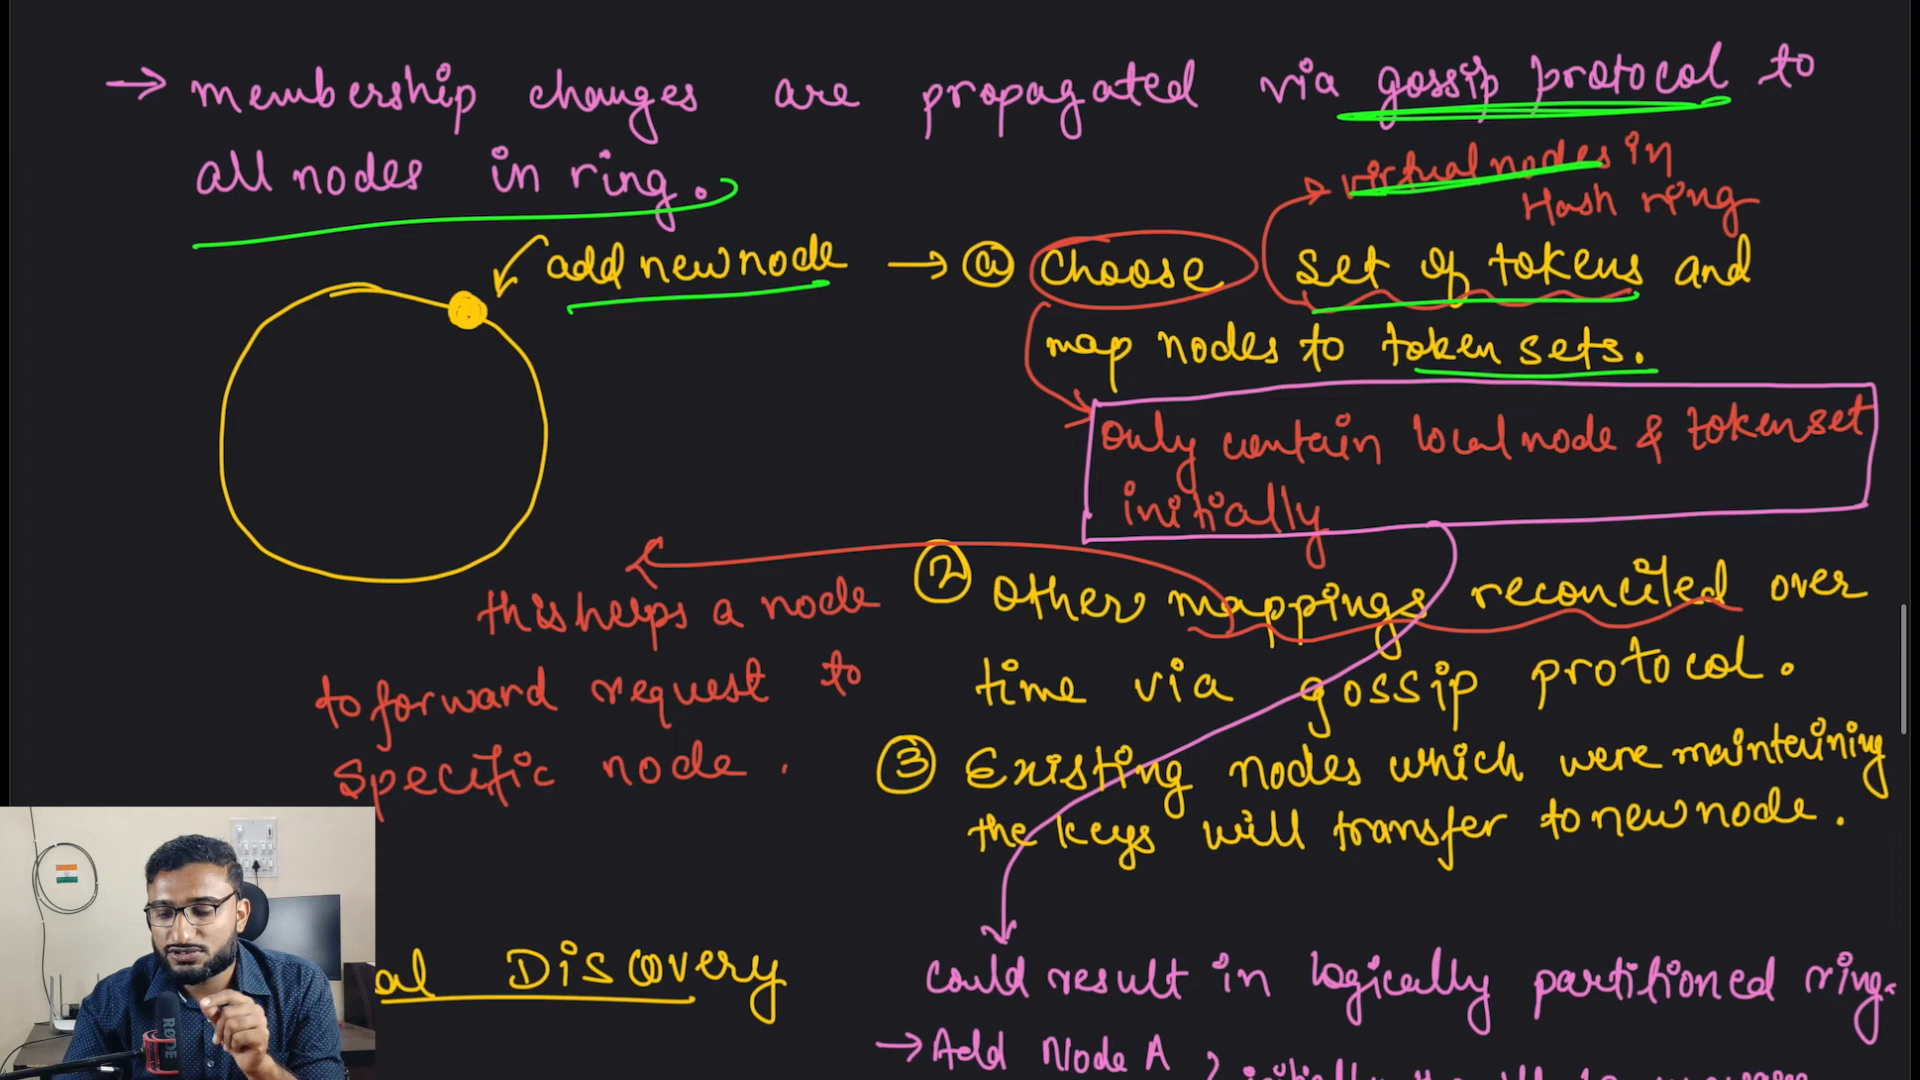 → membership changes are propagated via gossip protocol to
all nodes in ring.
→ virtual nodes in
Hash ring
add new node → ⓐ Choose set of tokens and
map nodes to token sets.
Only contain local node & token set
initially
② Other mappings reconciled over
time via gossip protocol.
this helps a node
to forward request to
specific node.
③ Existing nodes which were maintaining
the keys will transfer to new node.
al Discovery
could result in logically partitioned ring.
→ Add Node A
RØDE